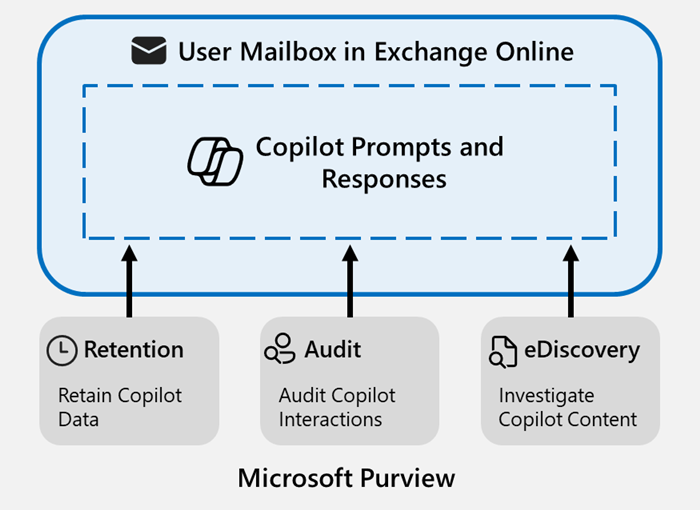 User Mailbox in Exchange Online
Copilot Prompts and
Responses
Retention
Retain Copilot
Data
Audit
Audit Copilot
Interactions
eDiscovery
Investigate
Copilot Content
Microsoft Purview